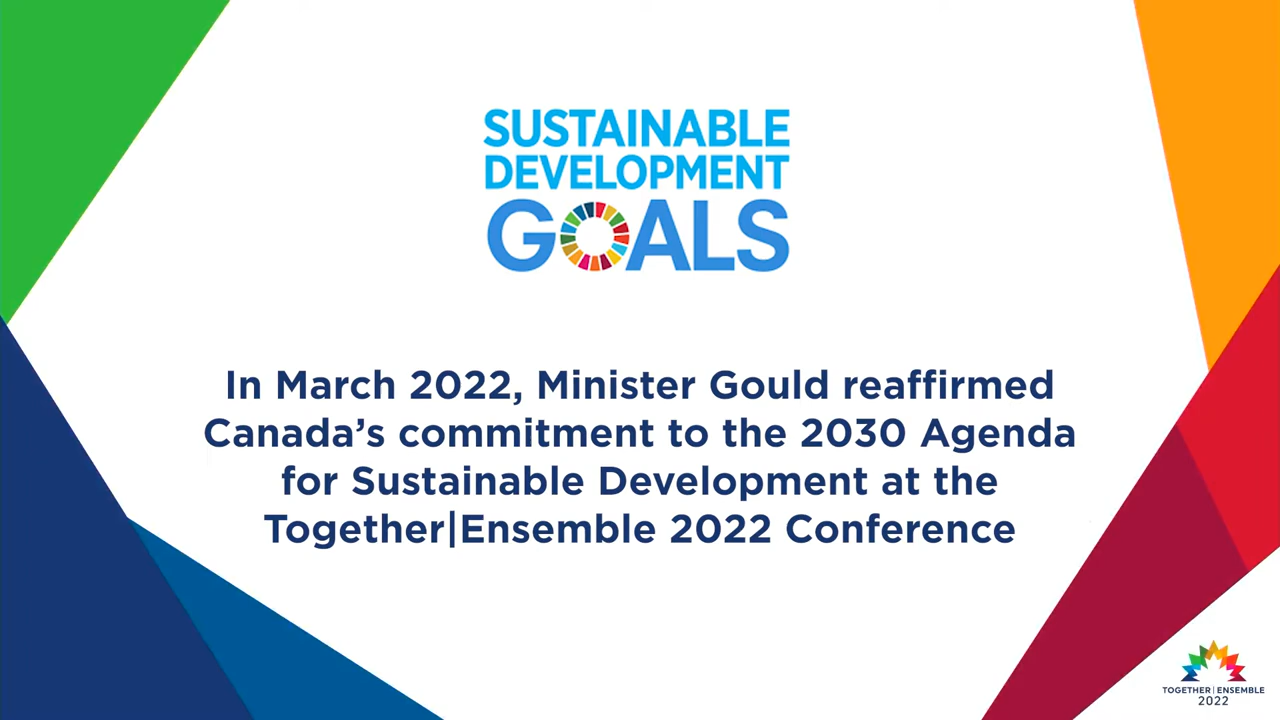 SUSTAINABLE
DEVELOPMENT
GOALS
In March 2022, Minister Gould reaffirmed
Canada’s commitment to the 2030 Agenda
for Sustainable Development at the
Together|Ensemble 2022 Conference
TOGETHER | ENSEMBLE
2022